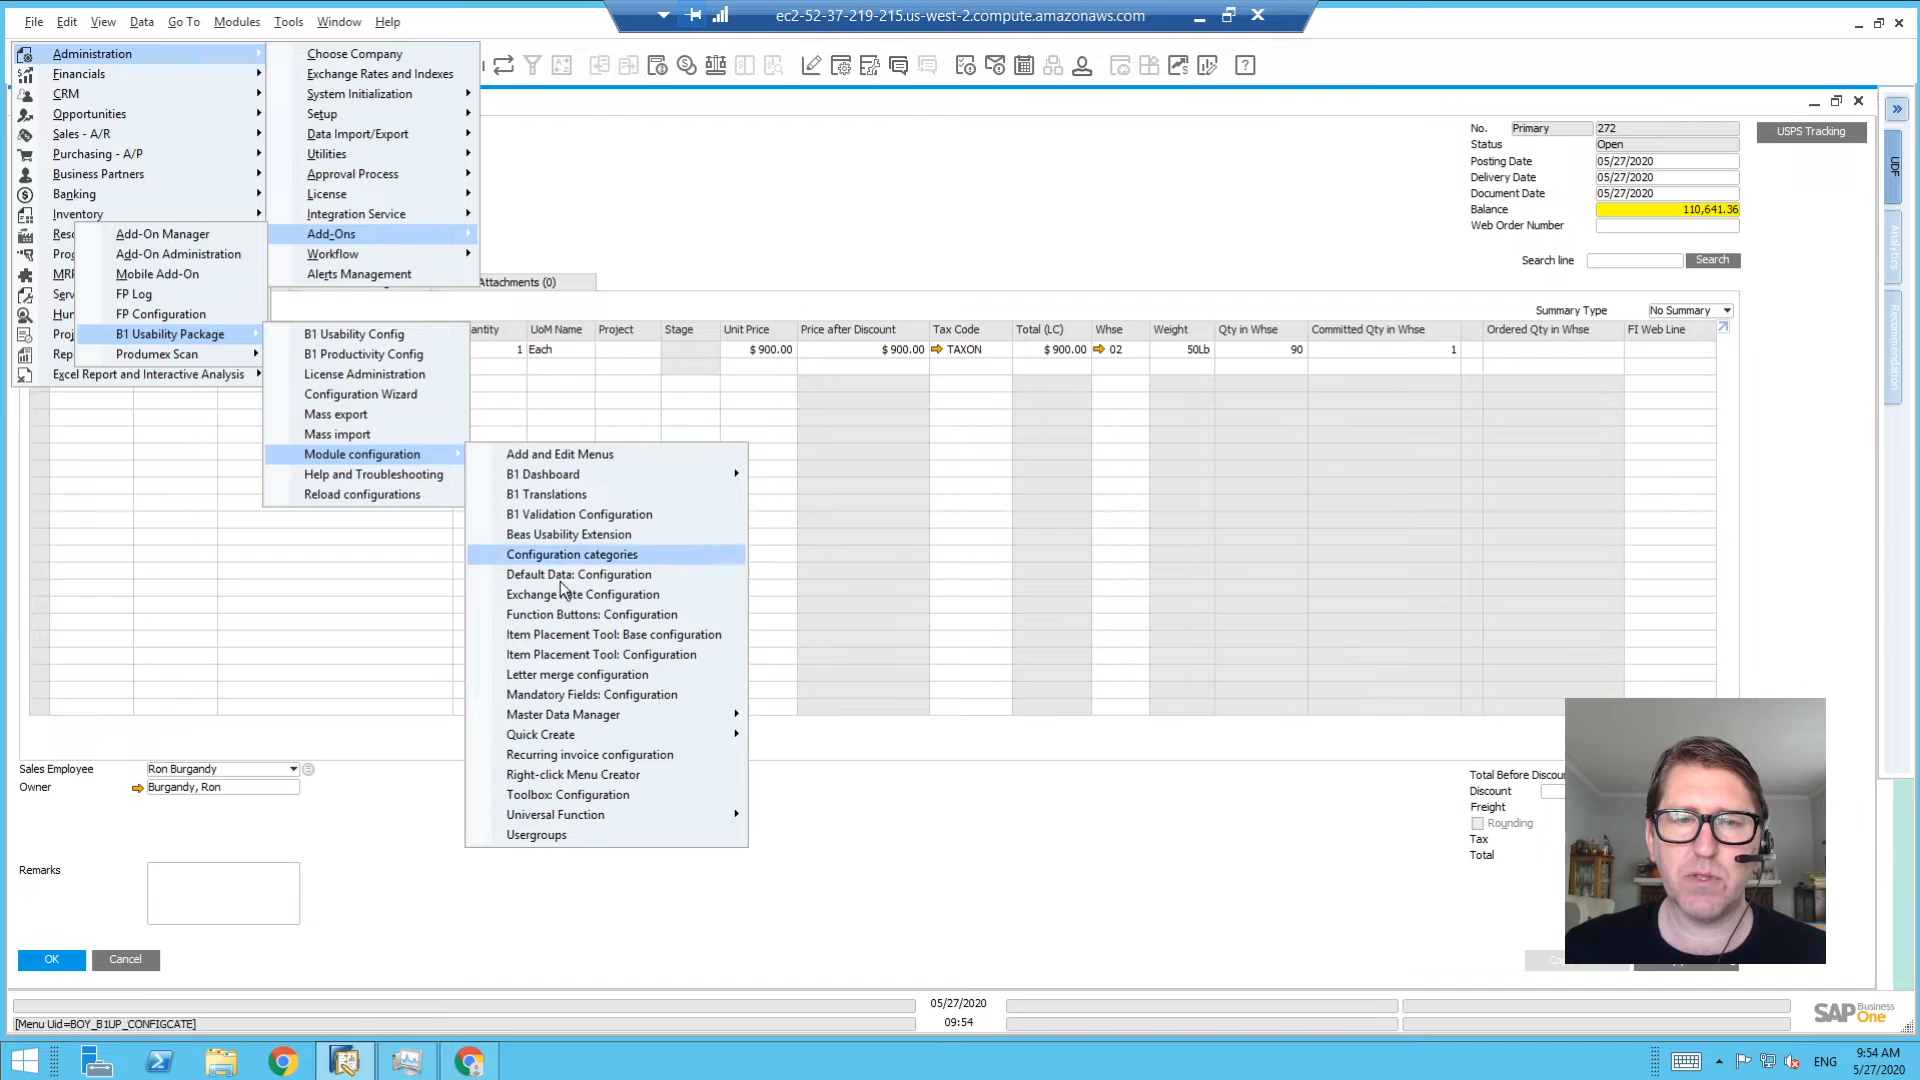 File Edit View Data Go To Modules Tools Window Help
ec2-52-37-219-215.us-west-2.compute.amazonaws.com
Administration
Financials
CRM
Opportunities
Sales - A/R
Purchasing - A/P
Business Partners
Banking
Inventory
Excel Report and Interactive Analysis
Choose Company
Exchange Rates and Indexes
System Initialization
Setup
Data Import/Export
Utilities
Approval Process
License
Integration Service
Add-Ons
Workflow
Alerts Management
Add-On Manager
Add-On Administration
Mobile Add-On
FP Log
FP Configuration
B1 Usability Package
Produmex Scan
B1 Usability Config
B1 Productivity Config
License Administration
Configuration Wizard
Mass export
Mass import
Module configuration
Help and Troubleshooting
Reload configurations
Add and Edit Menus
B1 Dashboard
B1 Translations
B1 Validation Configuration
Beas Usability Extension
Configuration categories
Default Data: Configuration
Exchange Configuration
Function Buttons: Configuration
Item Placement Tool: Base configuration
Item Placement Tool: Configuration
Letter merge configuration
Mandatory Fields: Configuration
Master Data Manager
Quick Create
Recurring invoice configuration
Right-click Menu Creator
Toolbox: Configuration
Universal Function
Usergroups
No. Primary 272
Status Open
Posting Date 05/27/2020
Delivery Date 05/27/2020
Document Date 05/27/2020
Balance 110,641.36
Web Order Number
USPS Tracking
UDF
Analytics
Recommendation
Search line Search
Attachments (0)
Summary Type No Summary
UoM Name Project Stage Unit Price Price after Discount Tax Code Total (LC) Whse Weight Qty in Whse Committed Qty in Whse Ordered Qty in Whse FI Web Line
1 Each $ 900.00 $ 900.00 TAXON $ 900.00 02 50Lb 90 1
Sales Employee Ron Burgandy
Owner Burgandy, Ron
Remarks
Total Before
Discount
Freight
Rounding
Tax
Total
OK Cancel
05/27/2020
09:54
[Menu Uid=BOY_B1UP_CONFIGCATE]
SAP Business One
ENG
9:54 AM
5/27/2020